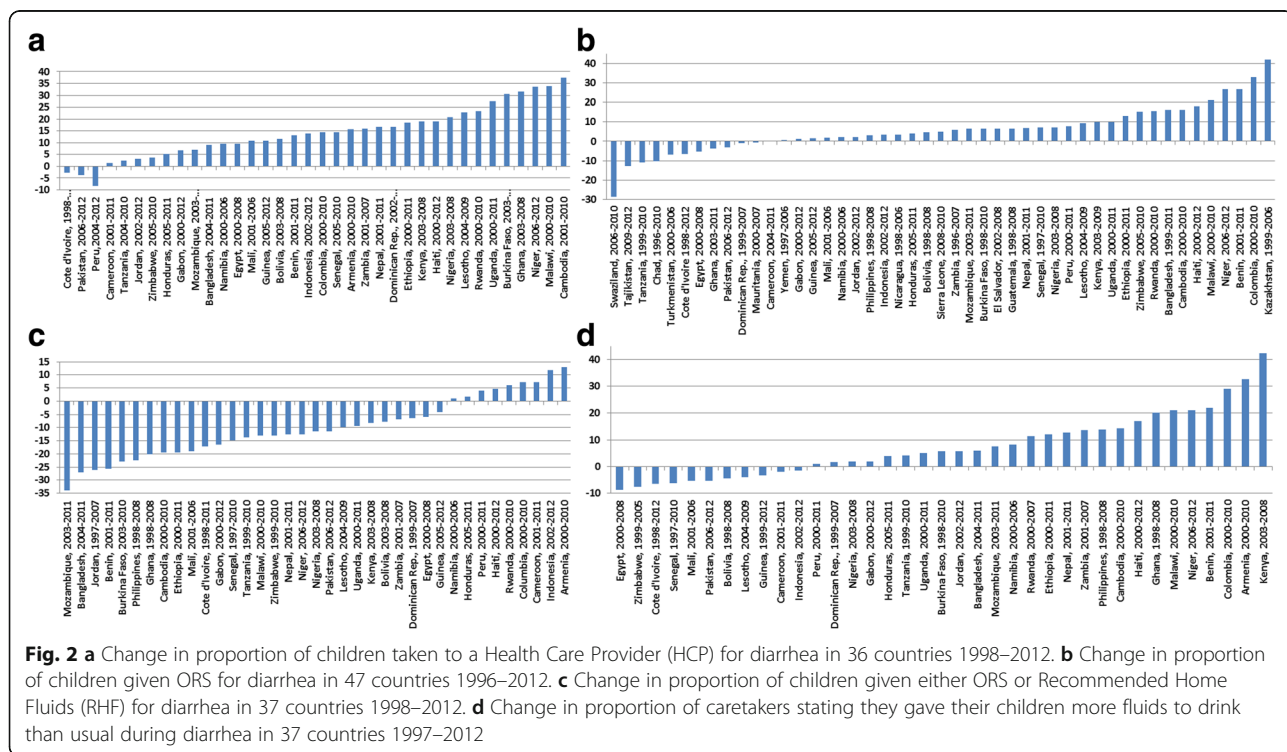 a
40
35
30
25
20
15
10
5
0
-5
-10
Cote d'Ivoire, 1998-...
Pakistan, 2006-2012
Peru,2004-2012
Cameroon, 2001-2011
Tanzania, 2004-2010
Jordan, 2002-2012
Zimbabwe, 2005-2010
Honduras, 2005-2011
Gabon, 2000-2012
Mozambique, 2003-...
Bangladesh, 2004-2011
Namibia, 2000-2006
Egypt, 2000-2008
Mail, 2001-2006
Guinea, 2005-2012
Bolivia, 2003-2008
Benin, 2001-2011
Indonesia, 2002-2012
Colombia, 2000-2010
Senegal, 2005-2010
Armenia, 2000-2010
Zambia, 2001-2007
Nepal, 2001-2011
Dominican Rep., 2002-...
Ethiopia, 2000-2011
Kenya, 2003-2008
Haiti, 2000-2012
Nigeria, 2003-2008
Lesotho, 2004-2009
Rwanda, 2000-2010
Uganda, 2000-2011
Burkina Faso, 2003-...
Ghana, 2003-2008
Niger, 2006-2012
Malawi, 2000-2010
Cambodia, 2001-2010
b
40
30
20
10
0
-10
-20
-30
Swaziland, 2006-2010
Tajikistan, 2009-2012
Tanzania, 1999-2010
Chad, 1996-2010
Turkmenistan, 2000-2006
Cote d'Ivoire 1998-2012
Egypt, 2000-2008
Ghana, 2003-2011
Pakistan, 2006-2012
Dominican Rep., 1999-2007
Mauritania, 2000-2007
Cameroon, 2004-2011
Yemen, 1997-2006
Gabon, 2000-2012
Guinea, 2005-2012
Mali, 2001-2006
Namibia, 2000-2006
Jordan, 2002-2012
Philippines, 1998-2008
Indonesia, 2002-2012
Nicaragua, 1998-2006
Honduras, 2005-2011
Bolivia, 1998-2008
Sierra Leone, 2008-2010
Zambia, 1996-2007
Mozambique, 2003-2011
Burkina Faso, 1998-2010
El Salvador, 2002-2008
Guatemala, 1998-2008
Nepal, 2001-2011
Senegal, 1997-2010
Nigeria, 2003-2008
Peru, 2000-2011
Lesotho, 2004-2009
Kenya, 2003-2009
Uganda, 2000-2011
Ethiopia, 2000-2011
Zimbabwe, 2005-2010
Rwanda, 2000-2010
Bangladesh, 1999-2011
Cambodia, 2000-2010
Haiti, 2000-2012
Malawi, 2000-2010
Niger, 2006-2012
Benin, 2001-2011
Colombia, 2000-2010
Kazakhstan, 1999-2006
c
15
10
5
0
-5
-10
-15
-20
-25
-30
-35
Mozambique, 2003-2011
Bangladesh, 2004-2011
Jordan, 1997-2007
Benin, 2001-2011
Burkina Faso, 2003-2010
Philippines, 1998-2008
Ghana, 1998-2008
Cambodia, 2000-2010
Ethiopia, 2000-2011
Mali, 2001-2006
Cote d'Ivoire, 1998-2011
Gabon, 2000-2012
Senegal, 1997-2010
Tanzania, 1999-2010
Malawi, 2000-2010
Zimbabwe, 1999-2010
Nepal, 2001-2011
Niger, 2006-2012
Nigeria, 2003-2008
Pakistan, 2006-2012
Lesotho, 2004-2009
Uganda, 2000-2011
Kenya, 2003-2008
Bolivia, 2003-2008
Zambia, 2001-2007
Dominican Rep., 1999-2007
Egypt, 2000-2008
Guinea, 2005-2012
Namibia, 2000-2006
Honduras, 2005-2011
Peru, 2000-2011
Haiti, 2000-2012
Rwanda, 2000-2010
Columbia, 2000-2010
Cameroon, 2001-2011
Indonesia, 2002-2012
Armenia, 2000-2010
d
40
30
20
10
0
-10
Egypt, 2000-2008
Zimbabwe, 1999-2005
Cote d'Ivoire, 1998-2012
Senegal, 1997-2010
Mali, 2001-2006
Pakistan, 2006-2012
Bolivia, 1998-2008
Lesotho, 2004-2009
Guinea, 1999-2012
Cameroon, 2001-2011
Indonesia, 2002-2012
Peru, 2000-2011
Dominican Rep., 1999-2007
Nigeria, 2003-2008
Gabon, 2000-2012
Honduras, 2005-2011
Tanzania, 1999-2010
Uganda, 2000-2011
Burkina Faso, 1998-2010
Jordan, 2002-2012
Bangladesh, 2004-2011
Mozambique, 2003-2011
Namibia, 2000-2006
Rwanda, 2000-2007
Ethiopia, 2000-2011
Nepal, 2001-2011
Zambia, 2001-2007
Philippines, 1998-2008
Cambodia, 2000-2010
Haiti, 2000-2012
Ghana, 1998-2008
Malawi, 2000-2010
Niger, 2006-2012
Benin, 2001-2011
Colombia, 2000-2010
Armenia, 2000-2010
Kenya, 2003-2008
Fig. 2 a Change in proportion of children taken to a Health Care Provider (HCP) for diarrhea in 36 countries 1998–2012. b Change in proportion
of children given ORS for diarrhea in 47 countries 1996–2012. c Change in proportion of children given either ORS or Recommended Home
Fluids (RHF) for diarrhea in 37 countries 1998–2012. d Change in proportion of caretakers stating they gave their children more fluids to drink
than usual during diarrhea in 37 countries 1997–2012